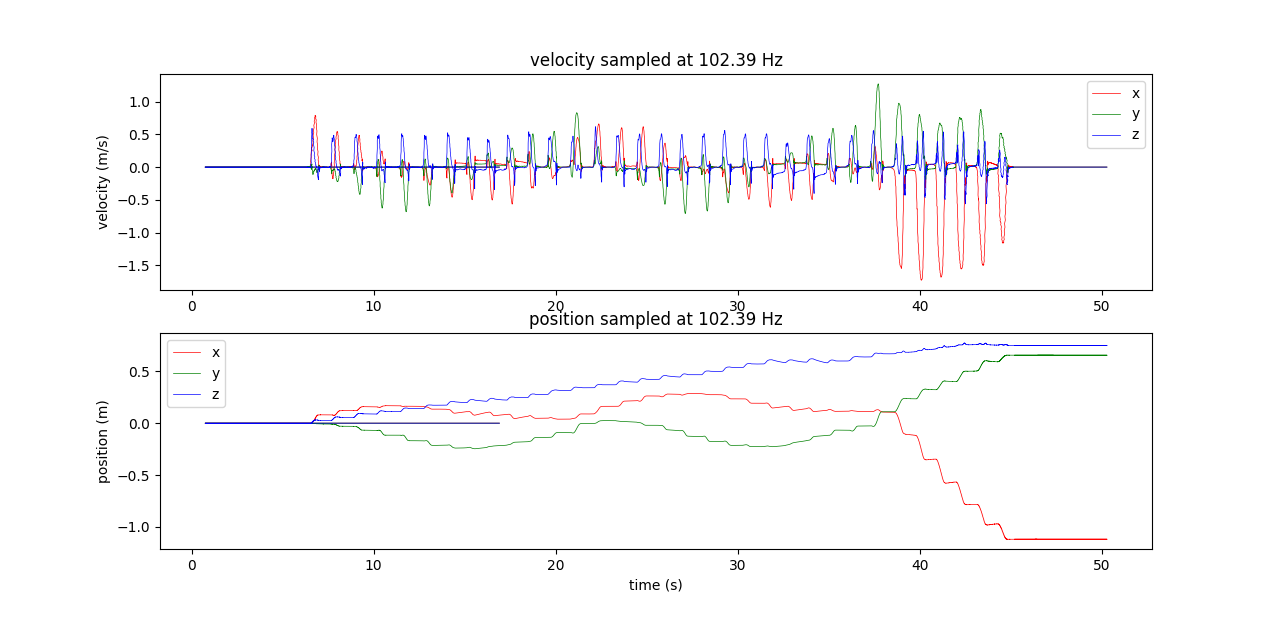 velocity sampled at 102.39 Hz
velocity (m/s)
1.0
0.5
0.0
−0.5
−1.0
−1.5
x
y
z
0 10 20 30 40 50
position sampled at 102.39 Hz
position (m)
0.5
0.0
−0.5
−1.0
x
y
z
0 10 20 30 40 50
time (s)